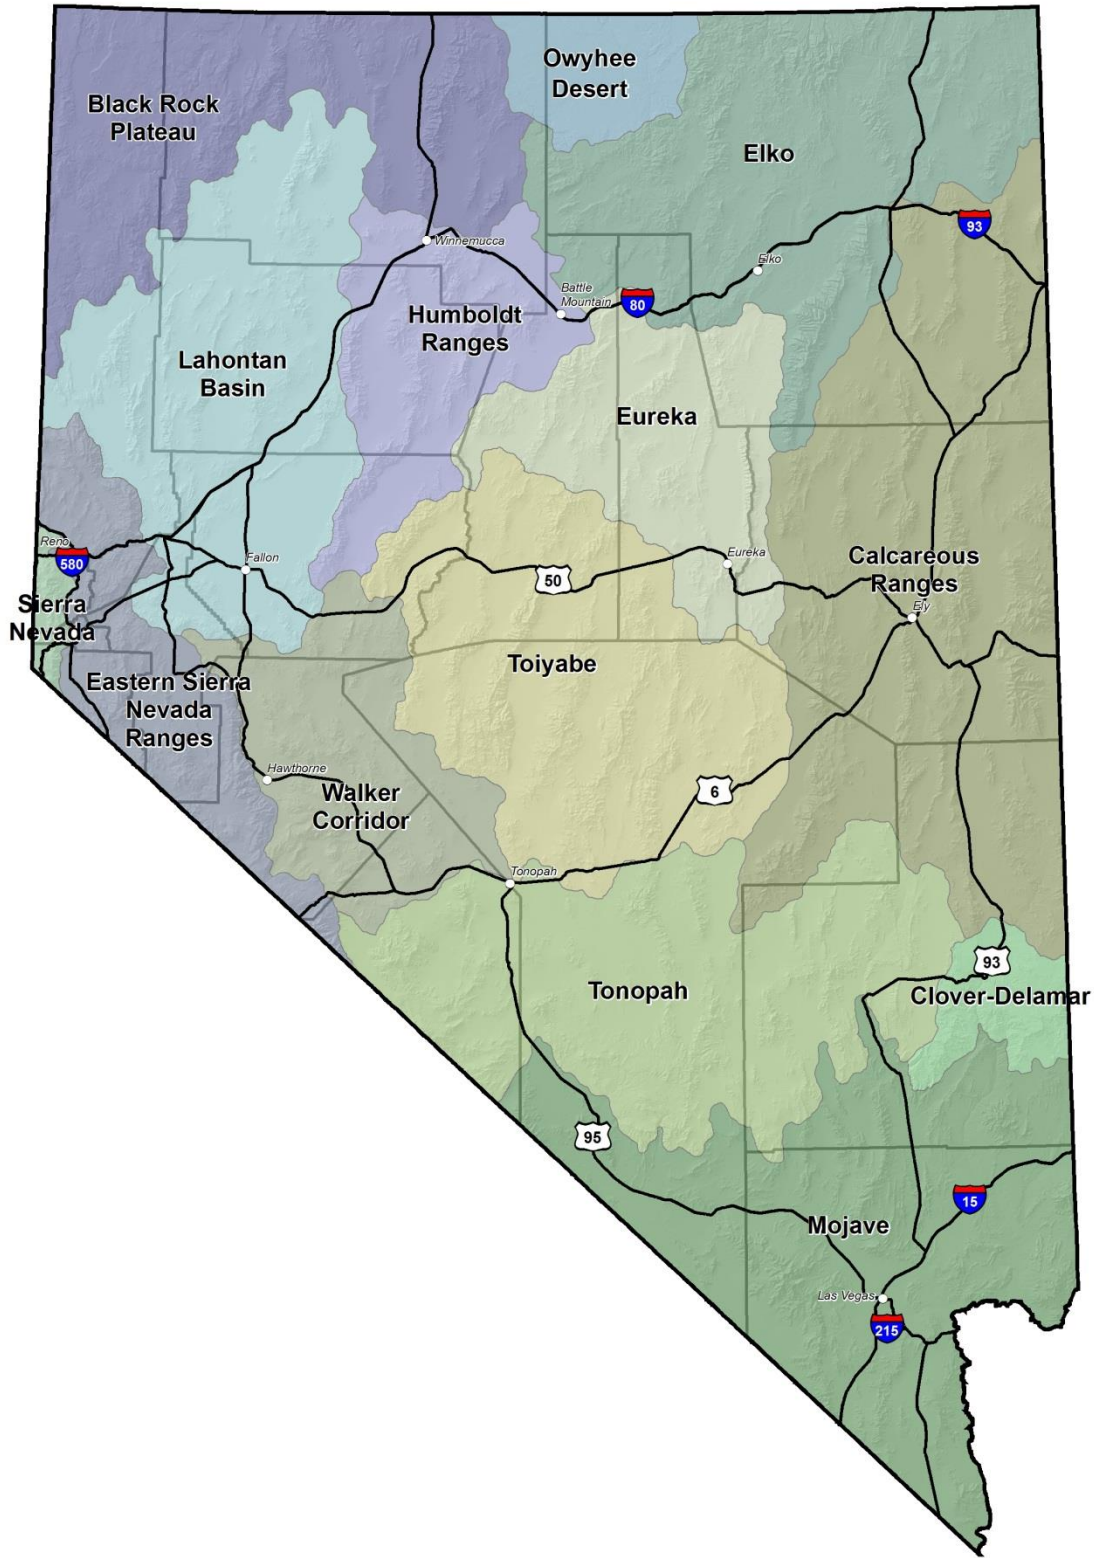 Owyhee
Desert
Black Rock
Plateau
Elko
93
Winnemucca
Elko
Battle
Mountain
80
Humboldt
Ranges
Lahontan
Basin
Eureka
Reno
580
Fallon
50
Eureka
Calcareous
Ranges
Ely
Sierra
Nevada
Toiyabe
Eastern Sierra
Nevada
Ranges
Hawthorne
Walker
Corridor
6
Tonopah
93
Tonopah
Clover-Delamar
95
15
Mojave
Las Vegas
215